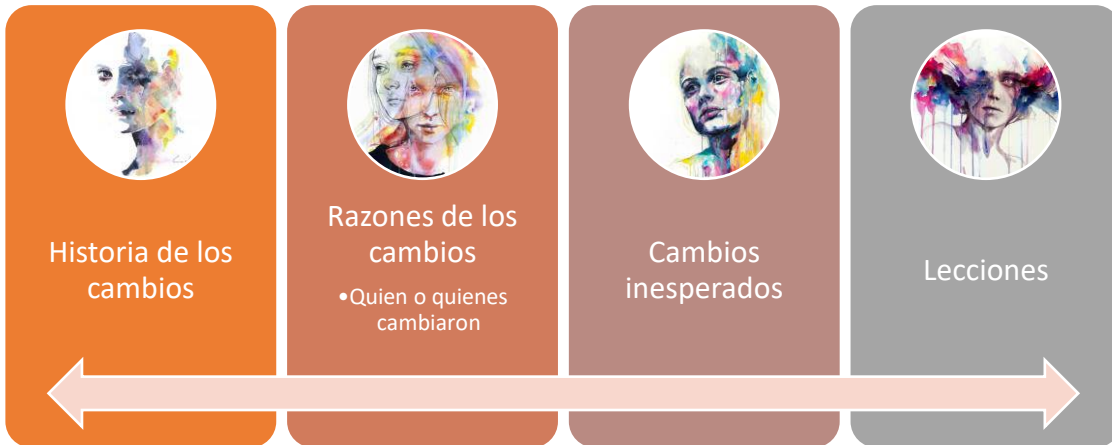 Historia de los
cambios
Razones de los
cambios
•Quien o quienes
cambiaron
Cambios
inesperados
Lecciones